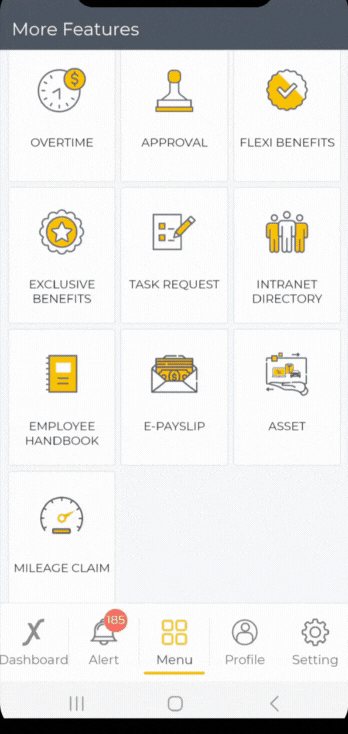 More Features
OVERTIME
APPROVAL
FLEXI BENEFITS
EXCLUSIVE
BENEFITS
TASK REQUEST
INTRANET
DIRECTORY
EMPLOYEE
HANDBOOK
E-PAYSLIP
ASSET
MILEAGE CLAIM
185
Dashboard
Alert
Menu
Profile
Setting